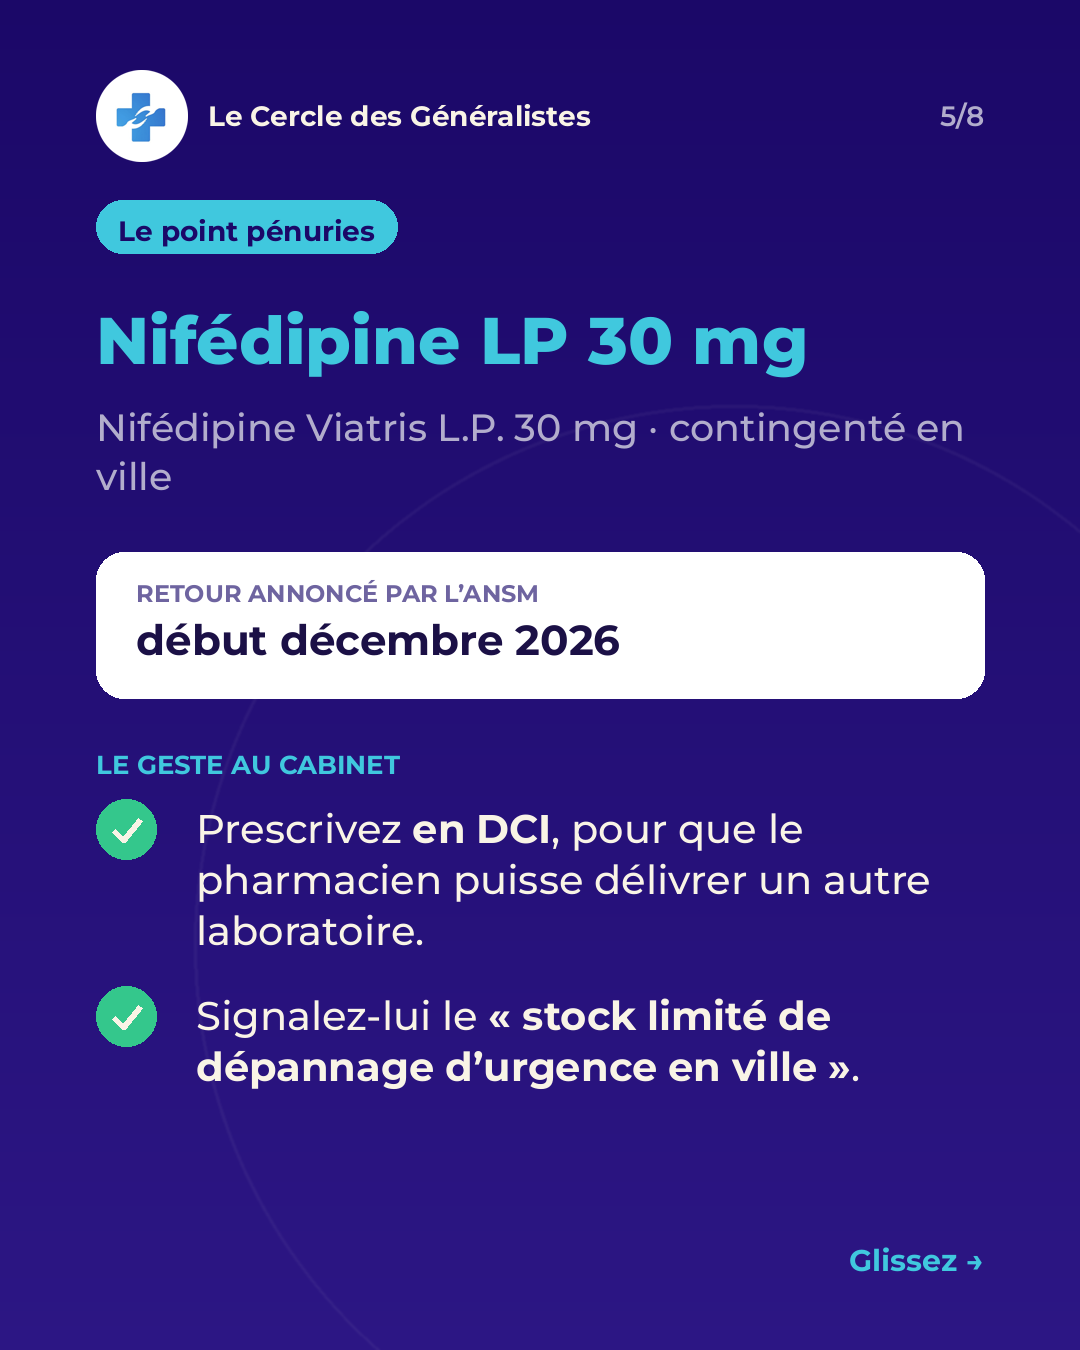 Le Cercle des Généralistes
5/8
Le point pénuries
Nifédipine LP 30 mg
Nifédipine Viatris L.P. 30 mg · contingenté en
ville
RETOUR ANNONCÉ PAR L’ANSM
début décembre 2026
LE GESTE AU CABINET
Prescrivez en DCI, pour que le
pharmacien puisse délivrer un autre
laboratoire.
Signalez-lui le « stock limité de
dépannage d’urgence en ville ».
Glissez →